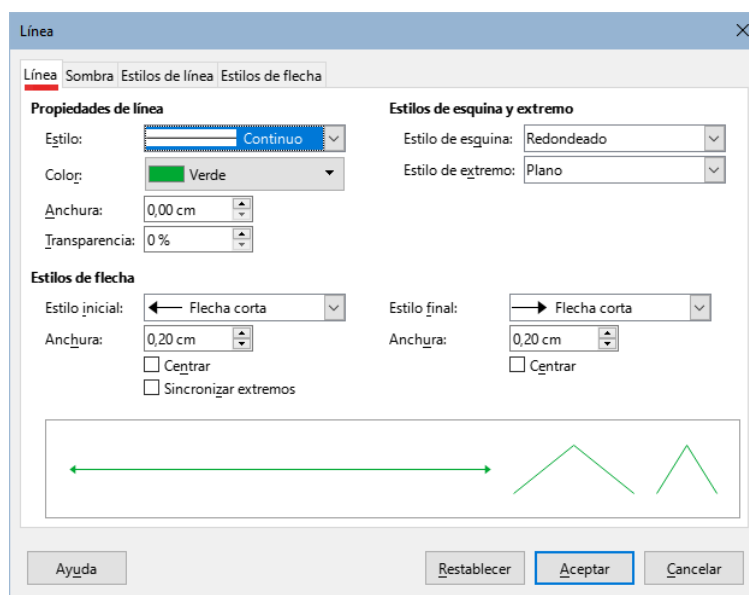 Línea
Línea Sombra Estilos de línea Estilos de flecha
Propiedades de línea
Estilo: Continuo
Color: Verde
Anchura: 0,00 cm
Transparencia: 0 %
Estilos de esquina y extremo
Estilo de esquina: Redondeado
Estilo de extremo: Plano
Estilos de flecha
Estilo inicial: Flecha corta
Anchura: 0,20 cm
Centrar
Sincronizar extremos
Estilo final: Flecha corta
Anchura: 0,20 cm
Centrar
Ayuda Restablecer Aceptar Cancelar